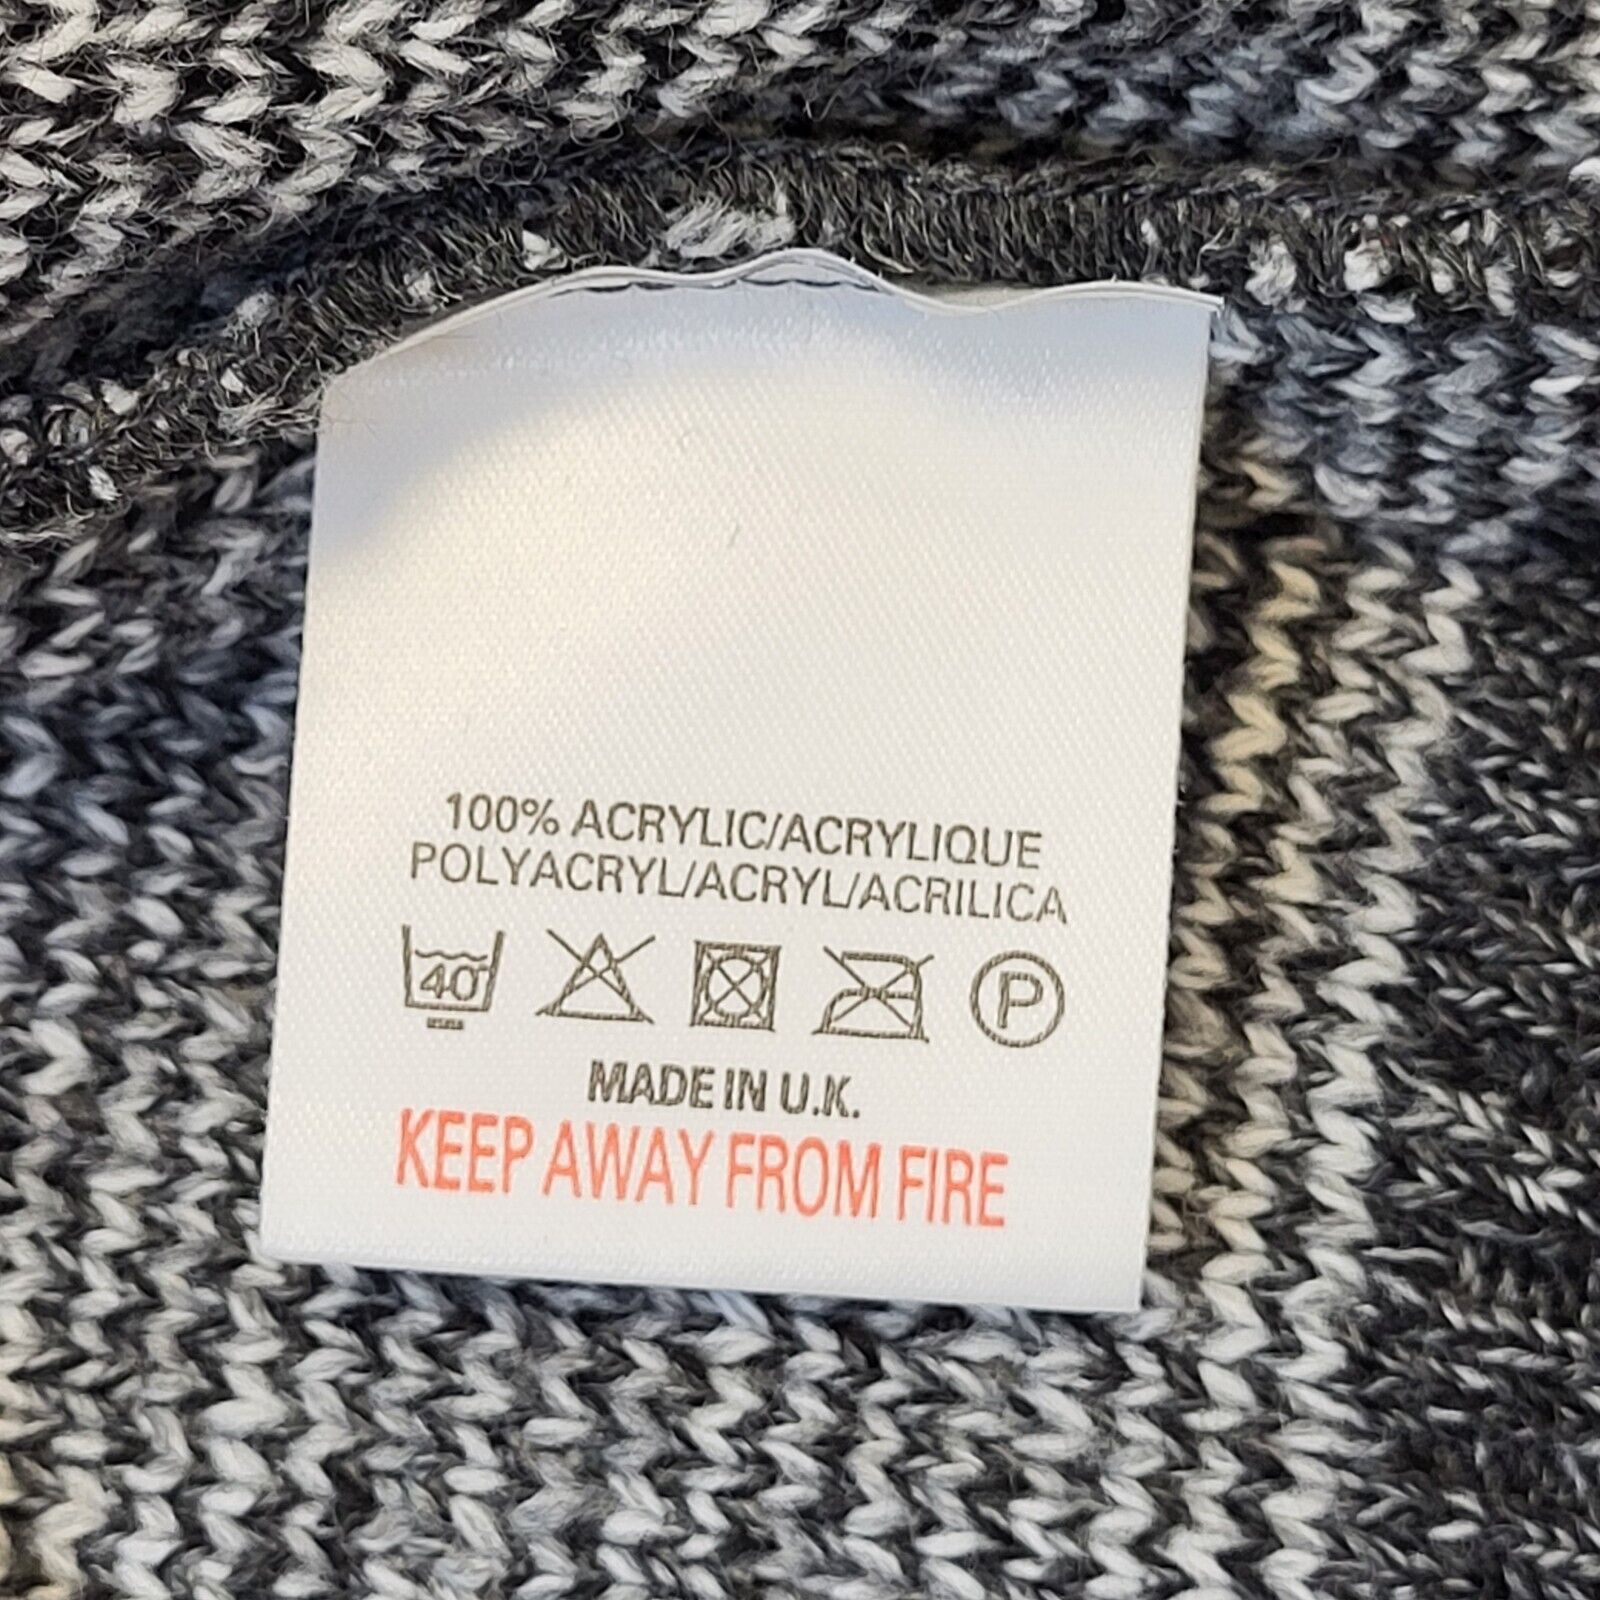 100% ACRYLIC/ACRYLIQUE
POLYACRYL/ACRYL/ACRILICA
40° P
MADE IN U.K.
KEEP AWAY FROM FIRE